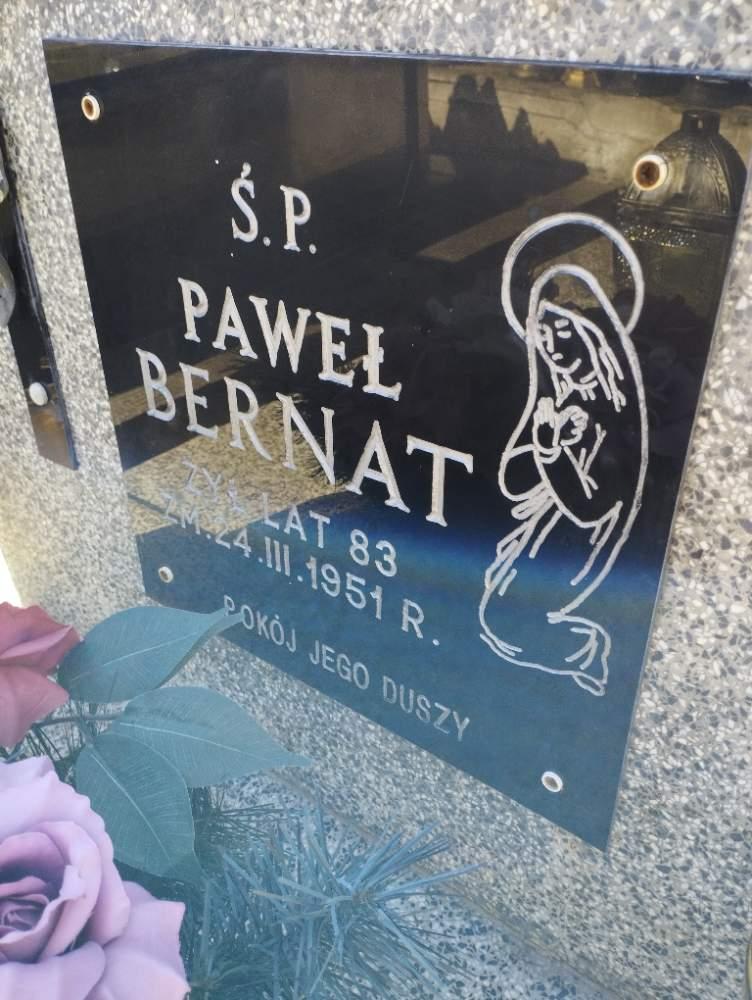 Ś.P.
PAWEŁ
BERNAT
ŻYŁ LAT 83
ZM.24.III.1951 R.
POKÓJ JEGO DUSZY